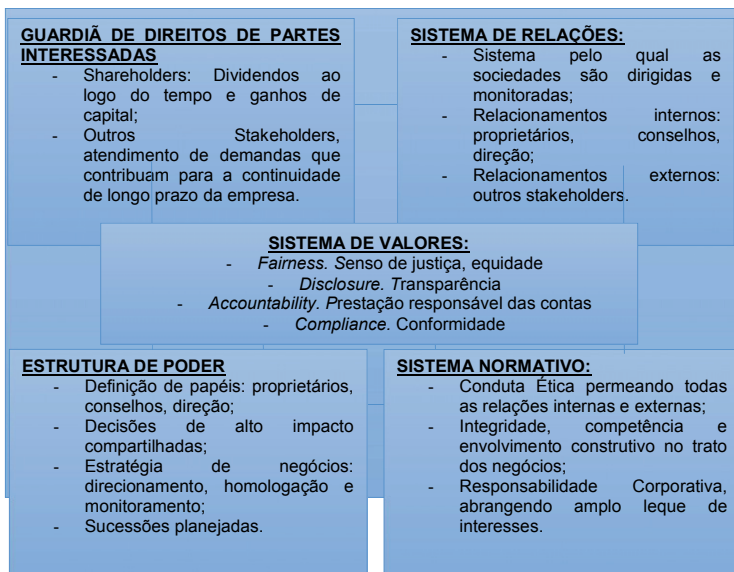 GUARDIÃ DE DIREITOS DE PARTES
INTERESSADAS
- Shareholders: Dividendos ao
logo do tempo e ganhos de
capital;
- Outros Stakeholders,
atendimento de demandas que
contribuam para a continuidade
de longo prazo da empresa.
SISTEMA DE RELAÇÕES:
- Sistema pelo qual as
sociedades são dirigidas e
monitoradas;
- Relacionamentos internos:
proprietários, conselhos,
direção;
- Relacionamentos externos:
outros stakeholders.
SISTEMA DE VALORES:
- Fairness. Senso de justiça, equidade
- Disclosure. Transparência
- Accountability. Prestação responsável das contas
- Compliance. Conformidade
ESTRUTURA DE PODER
- Definição de papéis: proprietários,
conselhos, direção;
- Decisões de alto impacto
compartilhadas;
- Estratégia de negócios:
direcionamento, homologação e
monitoramento;
- Sucessões planejadas.
SISTEMA NORMATIVO:
- Conduta Ética permeando todas
as relações internas e externas;
- Integridade, competência e
envolvimento construtivo no trato
dos negócios;
- Responsabilidade Corporativa,
abrangendo amplo leque de
interesses.